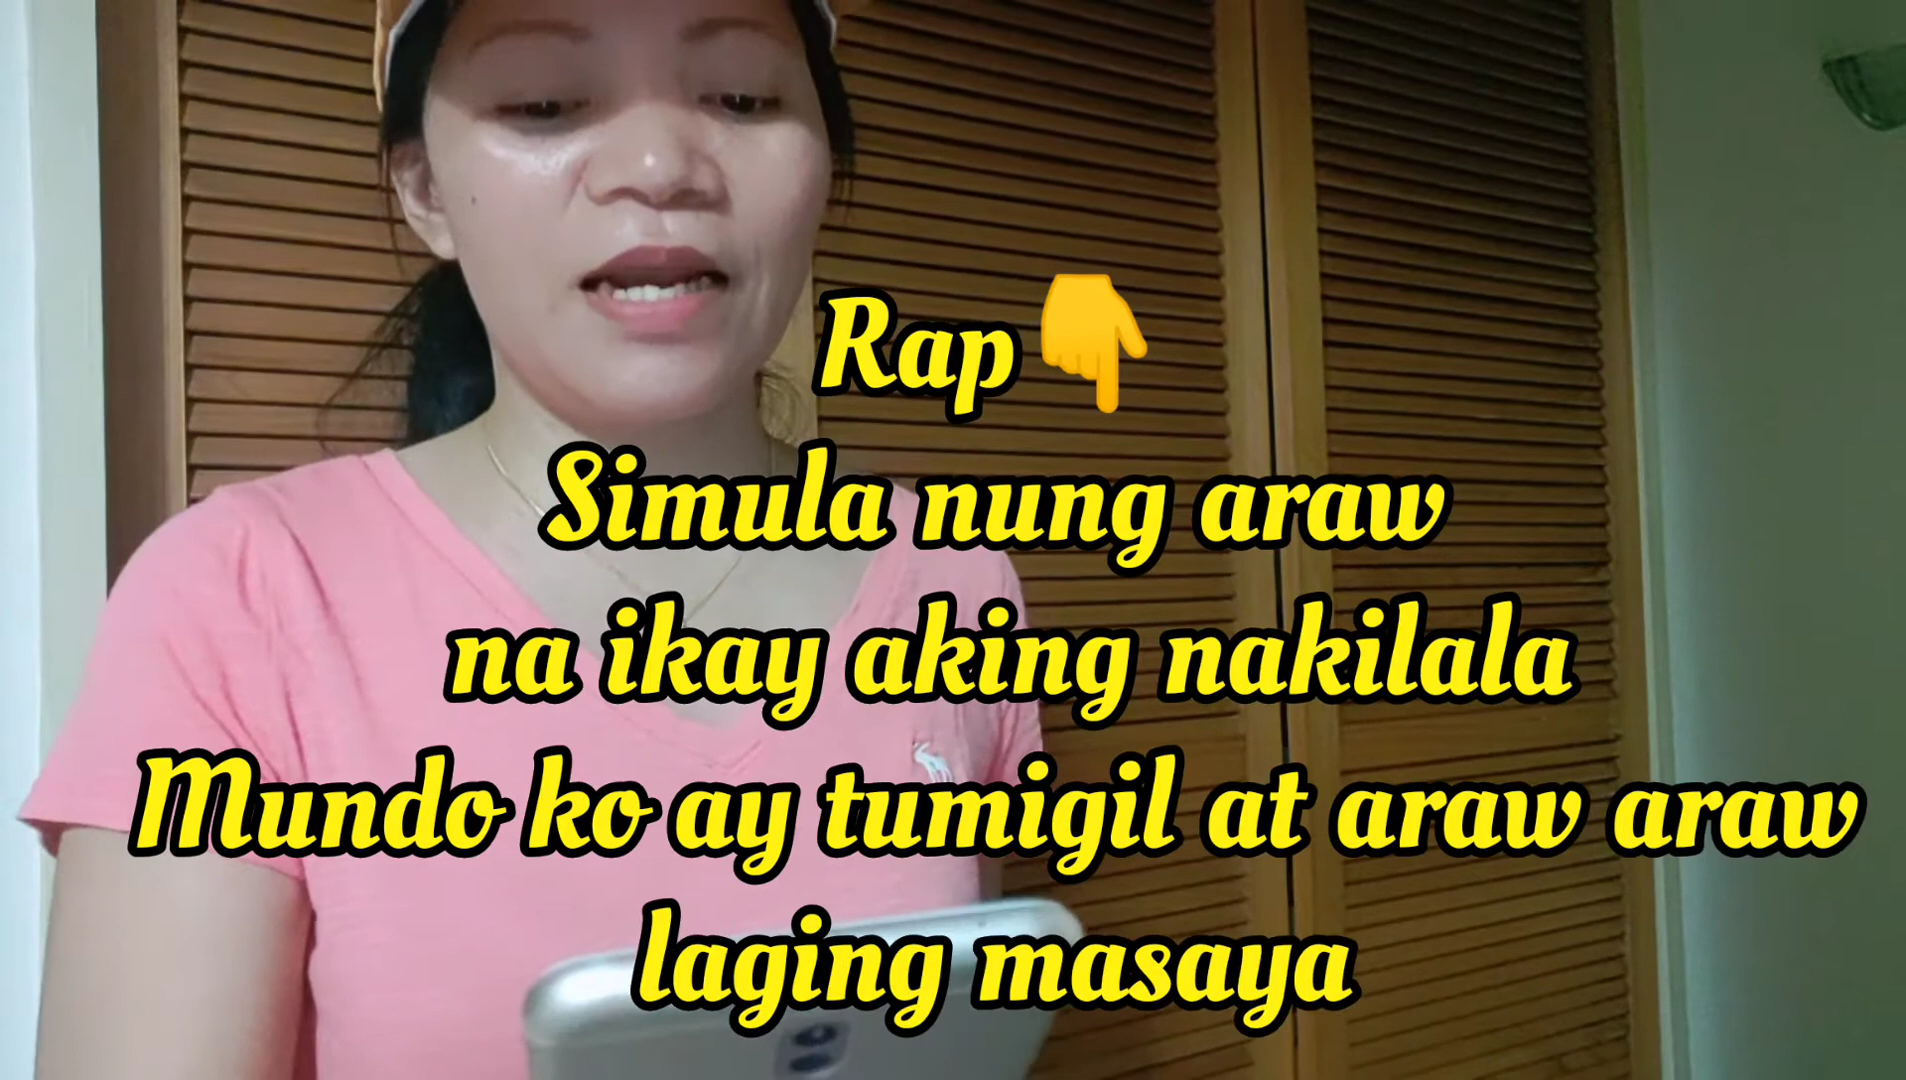 Rap👇
Simula nung araw
na ikay aking nakilala
Mundo ko ay tumigil at araw araw
laging masaya